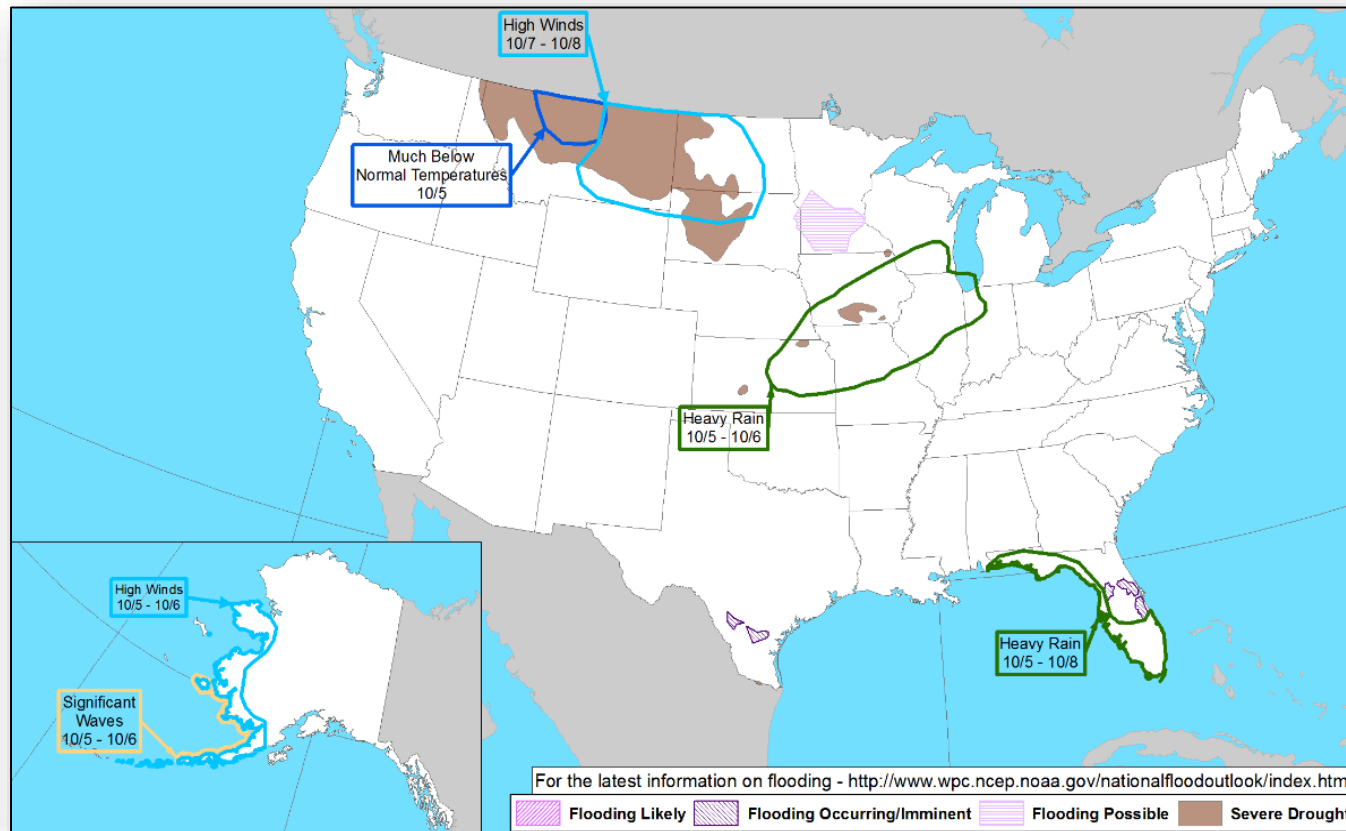 High Winds
10/7 - 10/8
Much Below
Normal Temperatures
10/5
Heavy Rain
10/5 - 10/6
High Winds
10/5 - 10/6
Significant
Waves
10/5 - 10/6
Heavy Rain
10/5 - 10/8
For the latest information on flooding - http://www.wpc.ncep.noaa.gov/nationalfloodoutlook/index.htm
Flooding Likely
Flooding Occurring/Imminent
Flooding Possible
Severe Drought